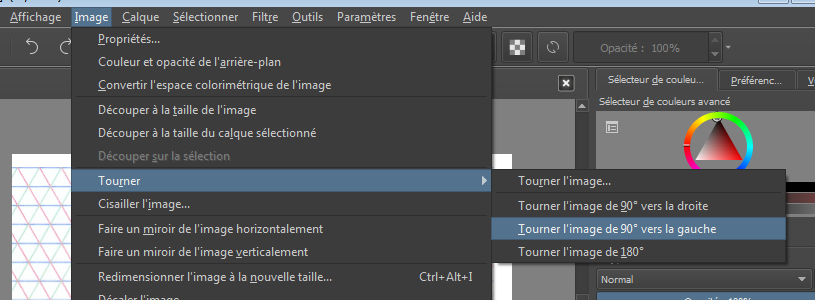 Affichage Image Calque Sélectionner Filtre Outils Paramètres Fenêtre Aide
Propriétés...
Couleur et opacité de l'arrière-plan
Convertir l'espace colorimétrique de l'image
Opacité : 100%
Découper à la taille de l'image
Découper à la taille du calque sélectionné
Découper sur la sélection
Tourner
Cisailler l'image...
Faire un miroir de l'image horizontalement
Faire un miroir de l'image verticalement
Redimensionner l'image à la nouvelle taille... Ctrl+Alt+I
Décaler l'image
Tourner l'image...
Tourner l'image de 90° vers la droite
Tourner l'image de 90° vers la gauche
Tourner l'image de 180°
Sélecteur de couleu... Préférenc...
Sélecteur de couleurs avancé
Normal
Opacité: 100%